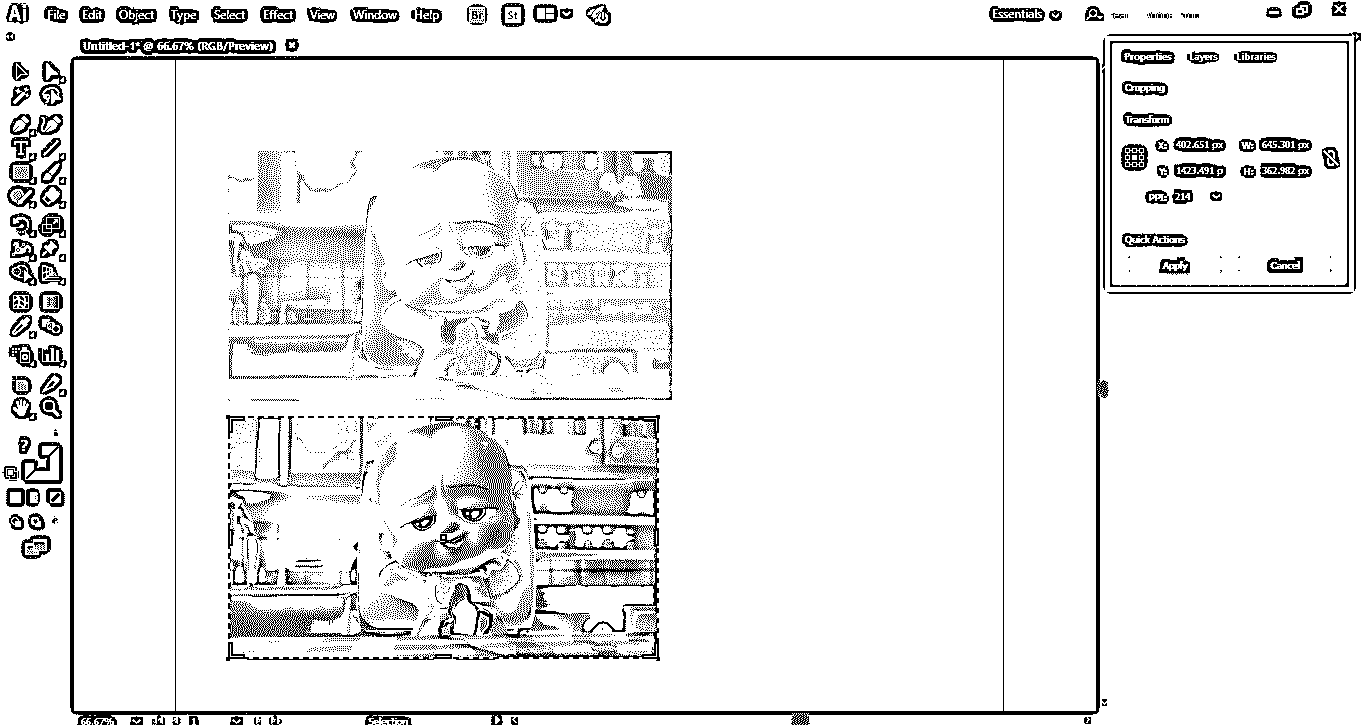 Ai File Edit Object Type Select Effect View Window Help Br St Essentials
Untitled-1* @ 66.67% (RGB/Preview)
Properties Layers Libraries
Cropping
Transform
X: 402.651 px W: 645.301 px
Y: 1423.491 p H: 362.982 px
PPI: 214
Quick Actions
Apply Cancel
66.67% Selection